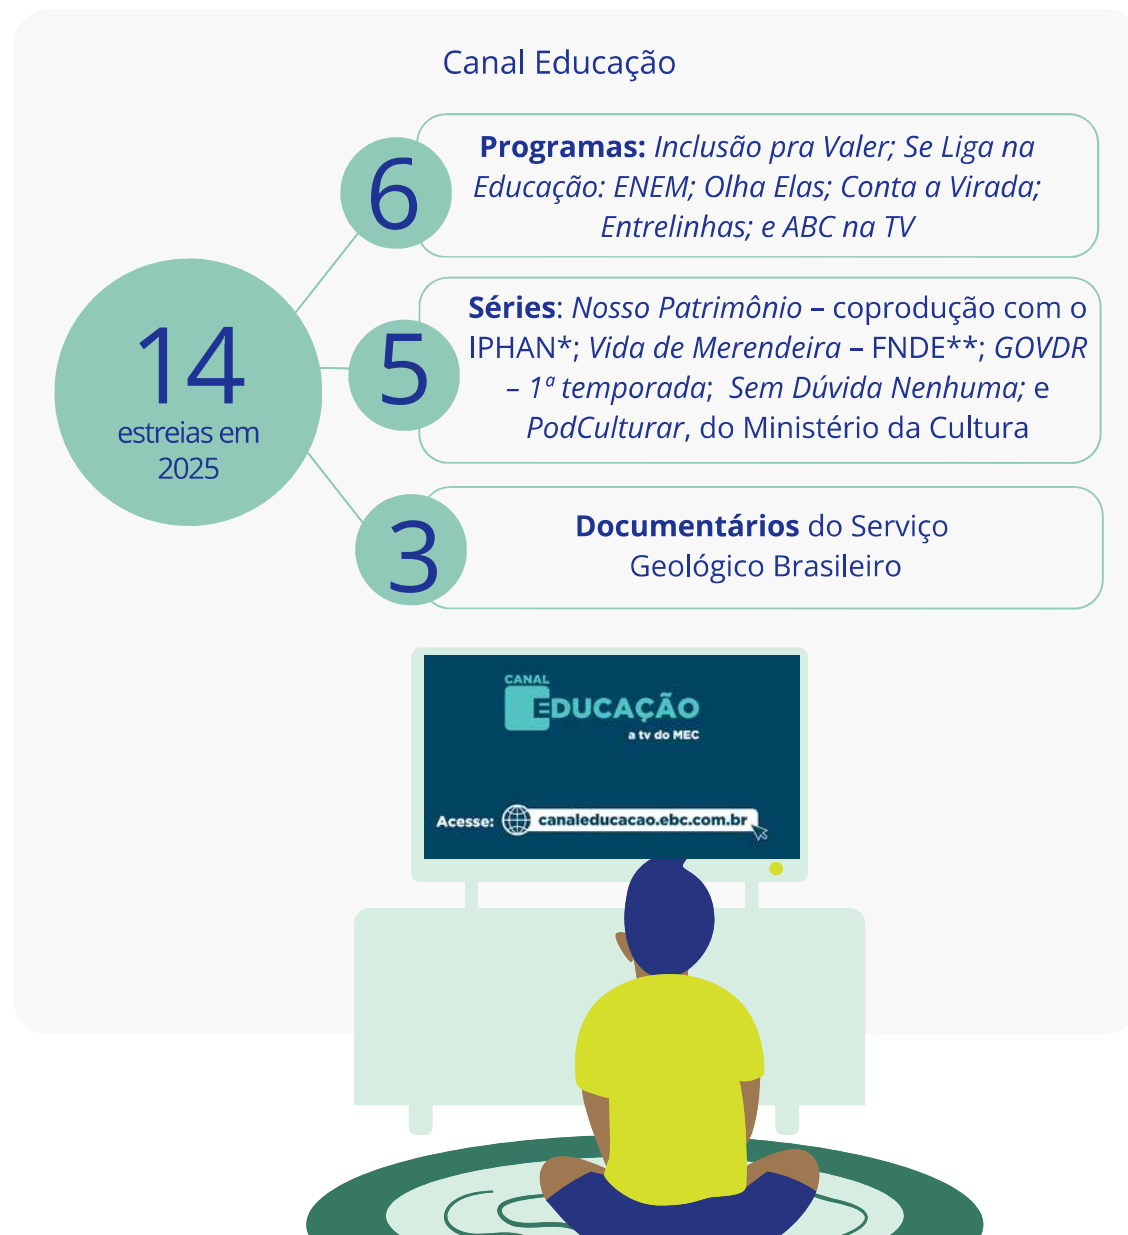 Canal Educação
6
Programas: Inclusão pra Valer; Se Liga na
Educação: ENEM; Olha Elas; Conta a Virada;
Entrelinhas; e ABC na TV
14
estreias em
2025
5
Séries: Nosso Patrimônio – coprodução com o
IPHAN*; Vida de Merendeira – FNDE**; GOVDR
– 1ª temporada; Sem Dúvida Nenhuma; e
PodCulturar, do Ministério da Cultura
3
Documentários do Serviço
Geológico Brasileiro
CANAL
EDUCAÇÃO
a tv do MEC
Acesse: canaleducacao.ebc.com.br